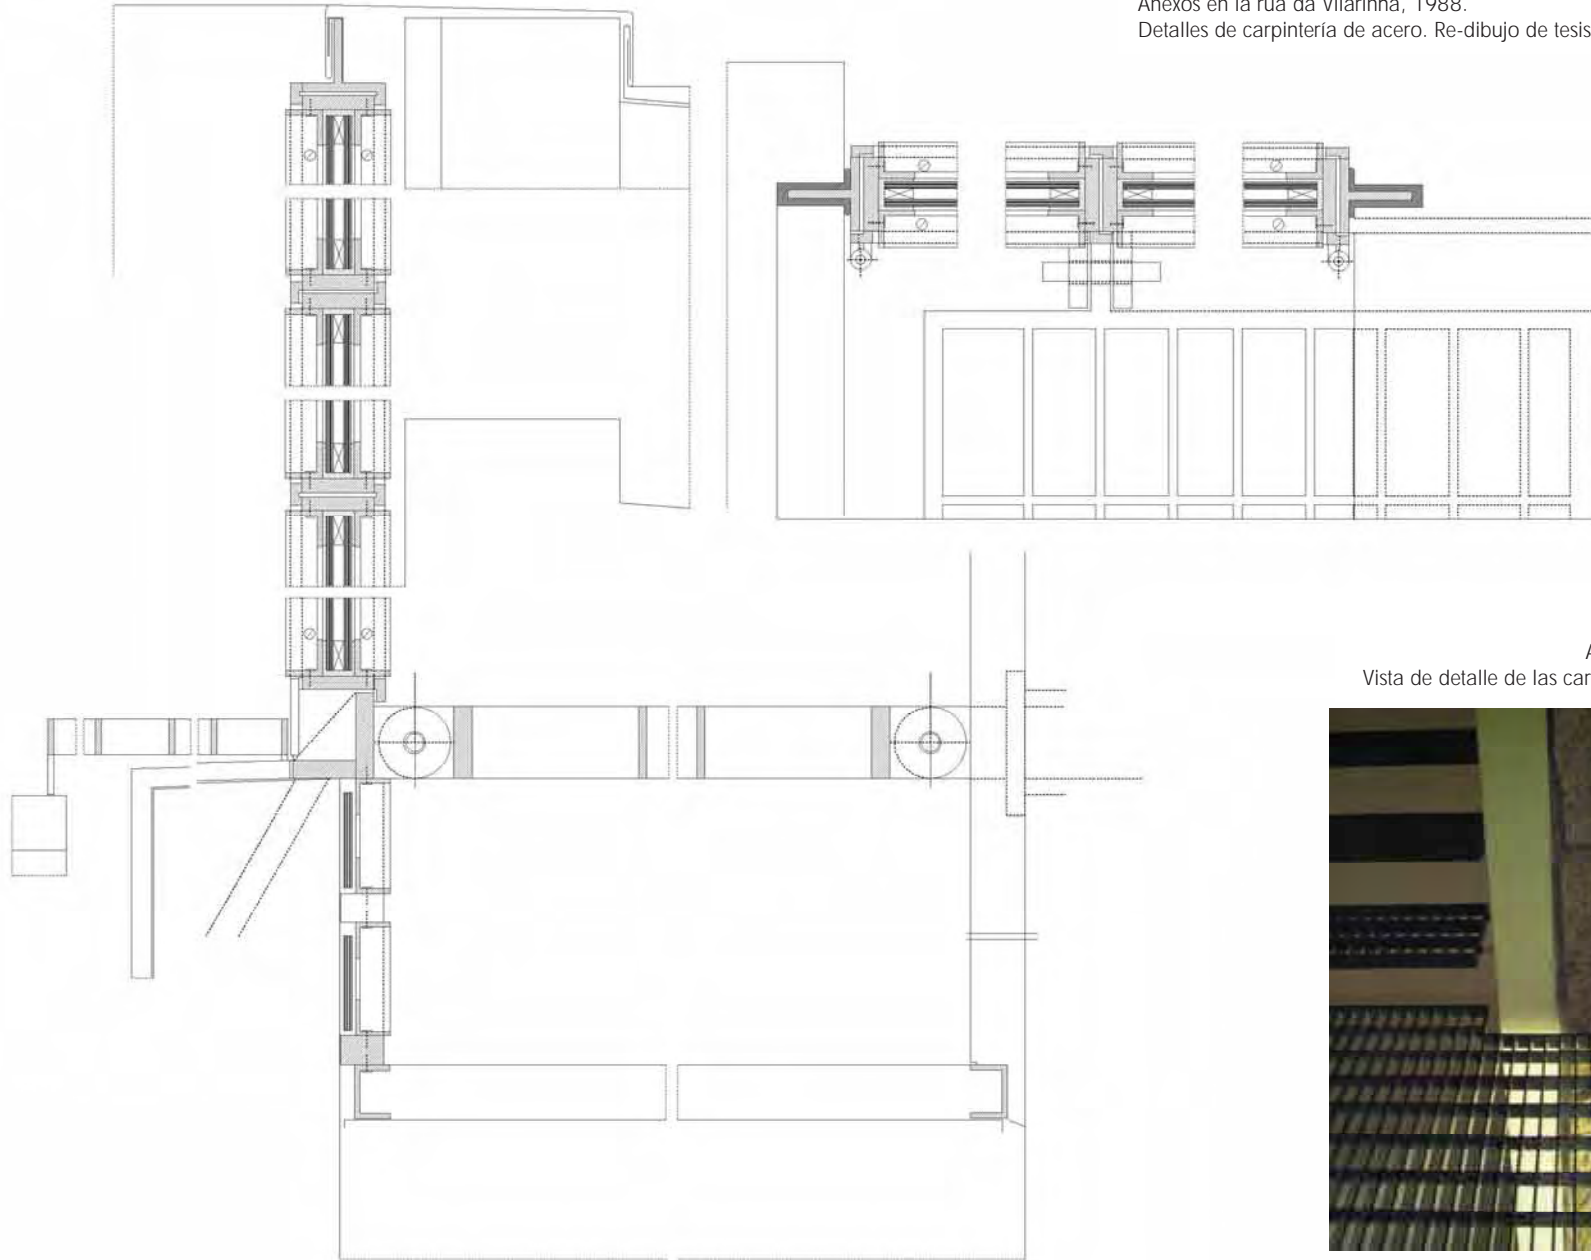 Anexos en la rua da Vilarinha, 1988.
Detalles de carpintería de acero. Re-dibujo de tesis
A
Vista de detalle de las car